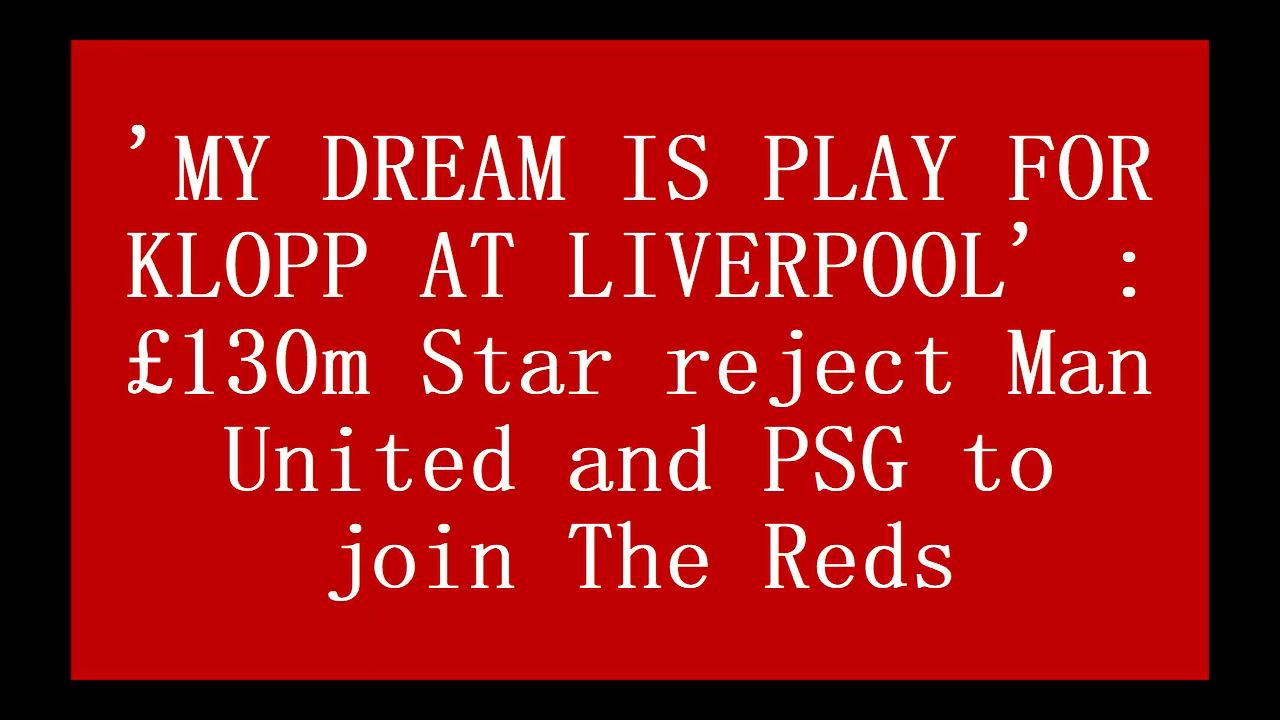 ’MY DREAM IS PLAY FOR
KLOPP AT LIVERPOOL’ :
£130m Star reject Man
United and PSG to
join The Reds